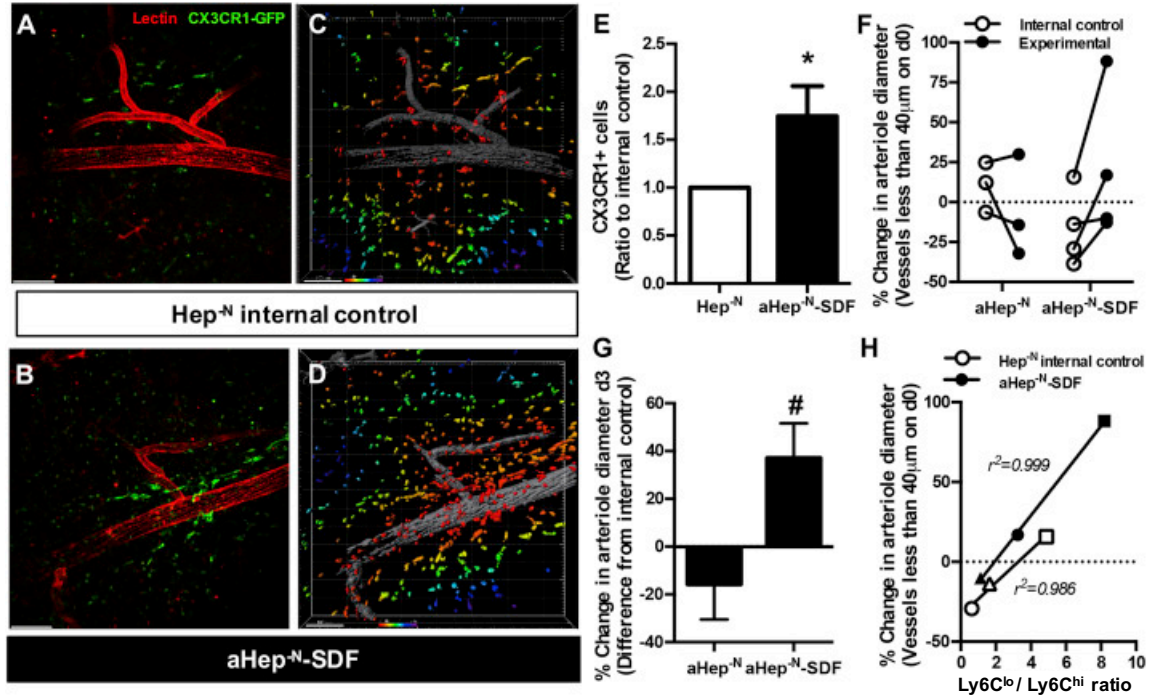 A
Lectin CX3CR1-GFP
C
Hep-N internal control
B
D
aHep-N-SDF
E
CX3CR1+ cells
(Ratio to internal control)
2.5
2.0
1.5
1.0
0.5
0.0
*
Hep-N
aHep-N-SDF
F
Internal control
Experimental
% Change in arteriole diameter
(Vessels less than 40μm on d0)
100
75
50
25
0
-25
-50
aHep-N
aHep-N-SDF
G
% Change in arteriole diameter d3
(Difference from internal control)
60
40
20
0
-20
-40
#
aHep-N
aHep-N-SDF
H
Hep-N internal control
aHep-N-SDF
% Change in arteriole diameter
(Vessels less than 40μm on d0)
100
50
0
-50
r²=0.999
r²=0.986
0 2 4 6 8 10
Ly6Clo/ Ly6Chi ratio